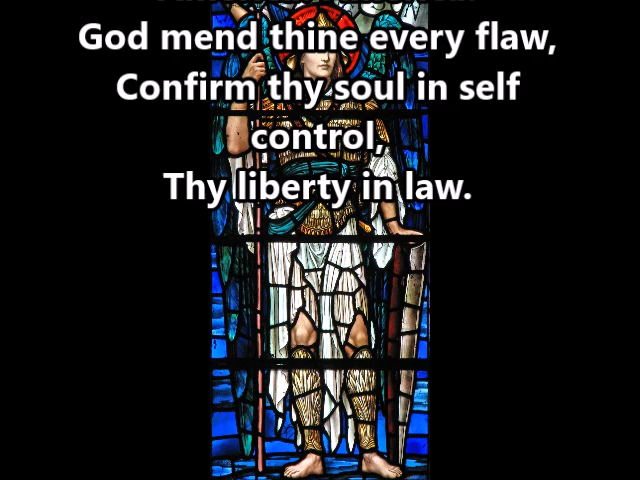 God mend thine every flaw,
Confirm thy soul in self
control,
Thy liberty in law.